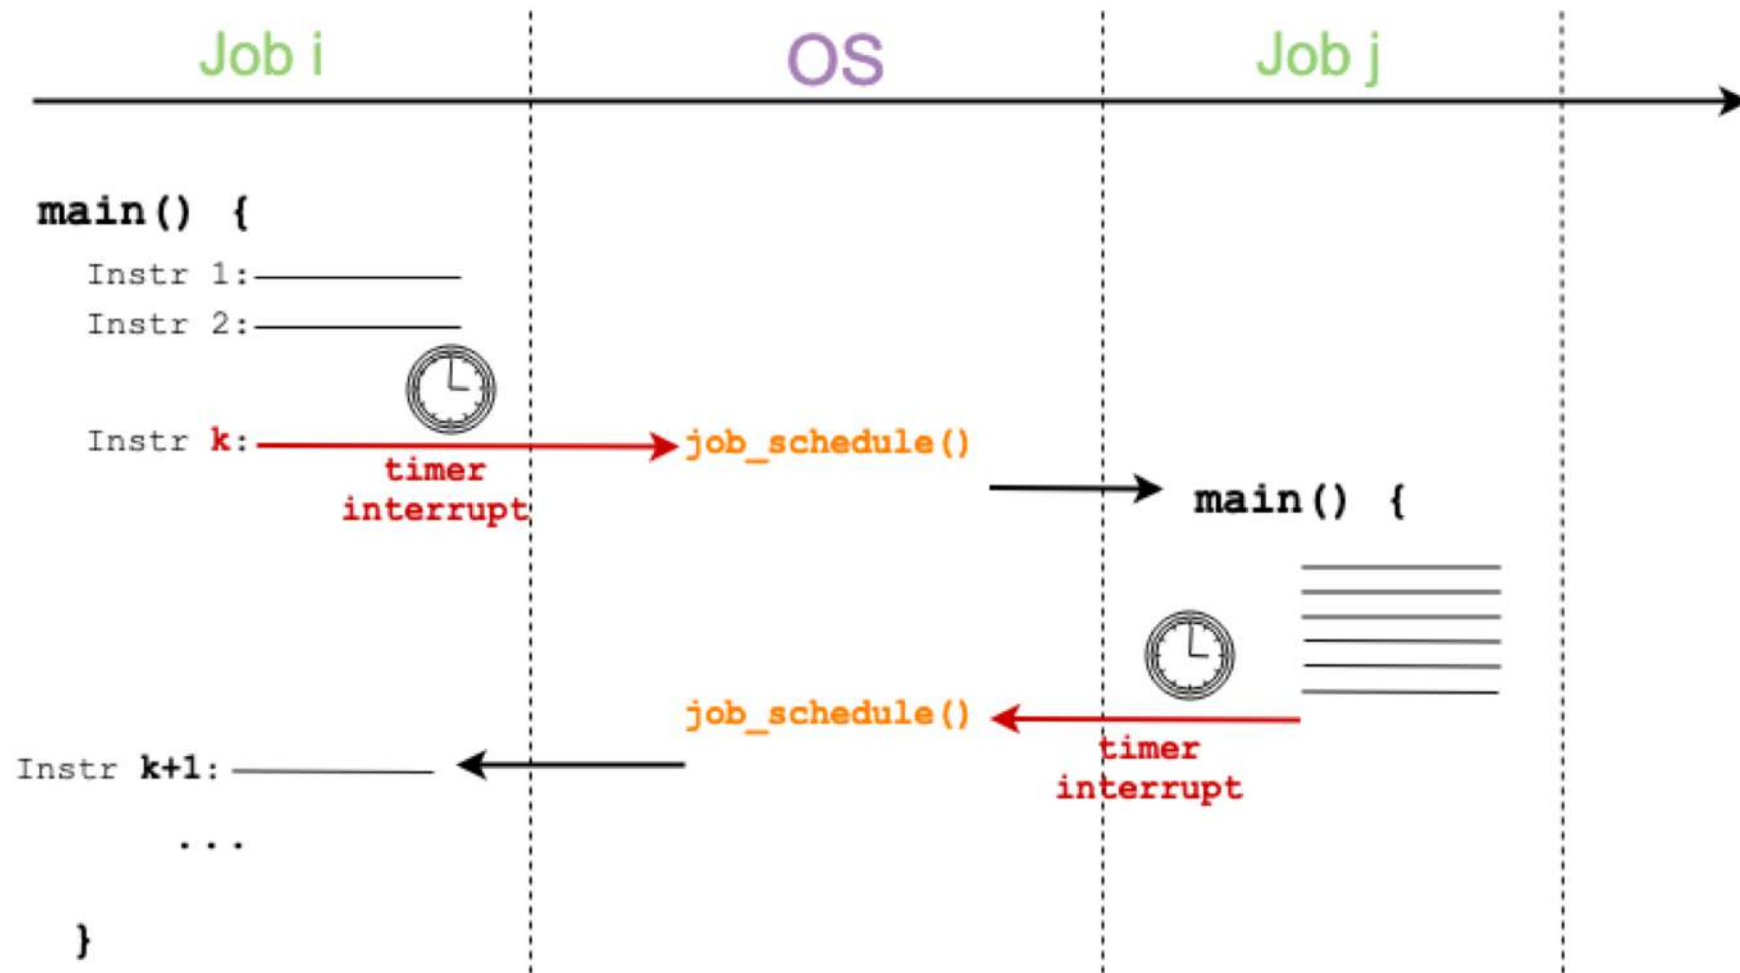 Job i
OS
Job j
main() {
Instr 1:
Instr 2:
Instr k:
timer
interrupt
job_schedule()
main() {
job_schedule()
timer
interrupt
Instr k+1:
...
}